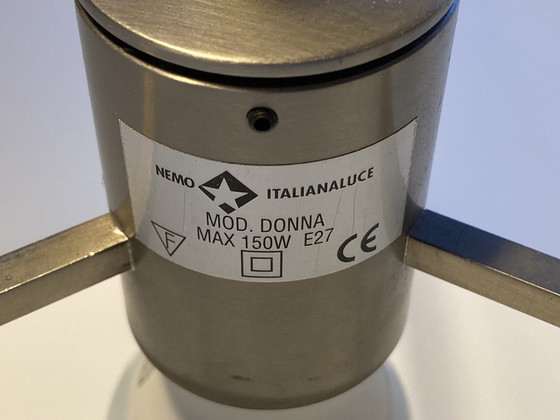 NEMO ITALIANALUCE
MOD. DONNA
MAX 150W E27
F
CE